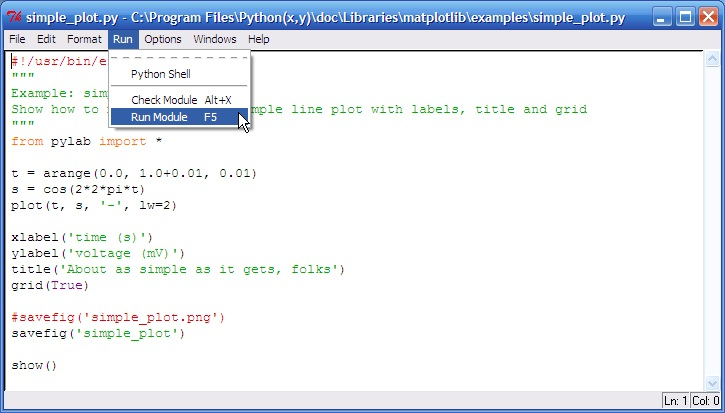 simple_plot.py - C:\Program Files\Python(x,y)\doc\Libraries\matplotlib\examples\simple_plot.py
File Edit Format Run Options Windows Help
#!/usr/bin/e
"""
Python Shell
Example: sim
Check Module Alt+X
Show how to mple line plot with labels, title and grid
Run Module F5
"""
from pylab import *
t = arange(0.0, 1.0+0.01, 0.01)
s = cos(2*2*pi*t)
plot(t, s, '-', lw=2)
xlabel('time (s)')
ylabel('voltage (mV)')
title('About as simple as it gets, folks')
grid(True)
#savefig('simple_plot.png')
savefig('simple_plot')
show()
Ln: 1 Col: 0